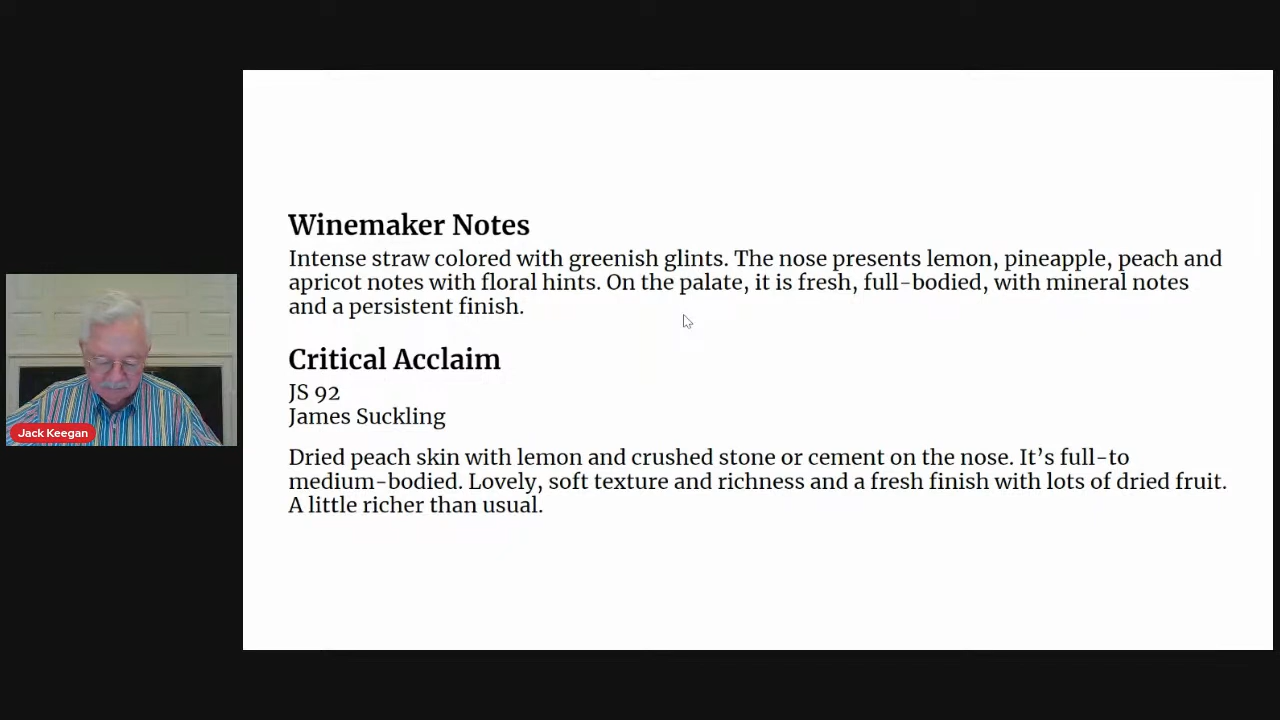 Winemaker Notes
Intense straw colored with greenish glints. The nose presents lemon, pineapple, peach and
apricot notes with floral hints. On the palate, it is fresh, full-bodied, with mineral notes
and a persistent finish.
Critical Acclaim
JS 92
James Suckling
Dried peach skin with lemon and crushed stone or cement on the nose. It’s full-to
medium-bodied. Lovely, soft texture and richness and a fresh finish with lots of dried fruit.
A little richer than usual.
Jack Keegan